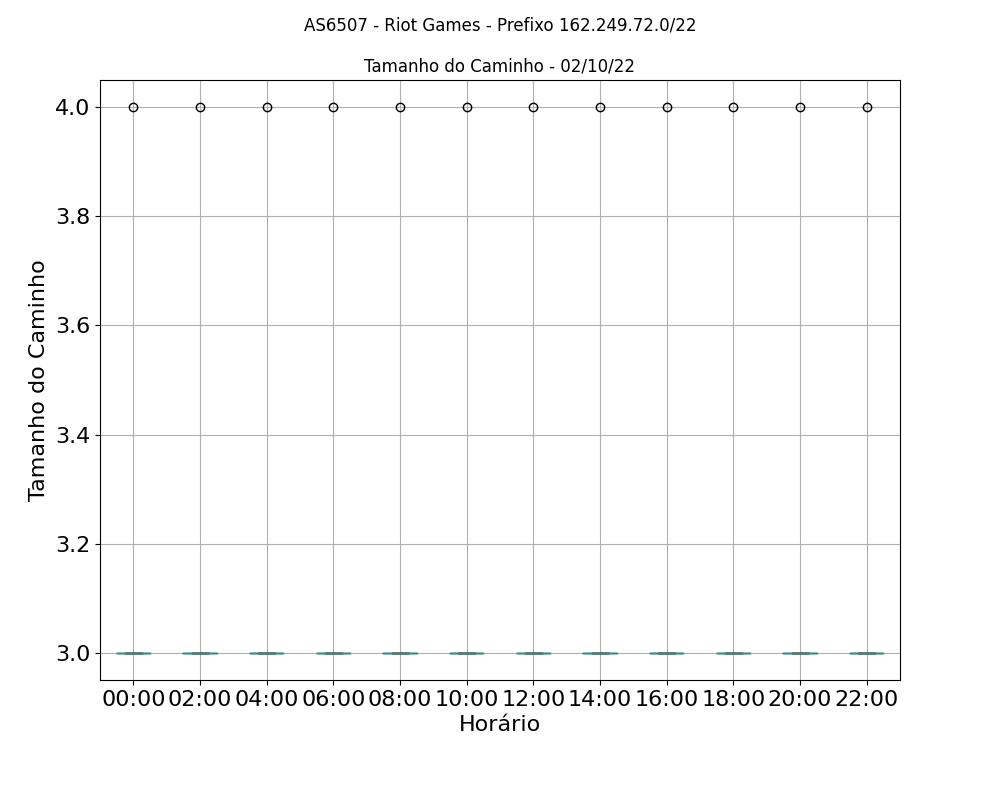 AS6507 - Riot Games - Prefixo 162.249.72.0/22
Tamanho do Caminho - 02/10/22
4.0
3.8
3.6
3.4
3.2
3.0
Tamanho do Caminho
00:00 02:00 04:00 06:00 08:00 10:00 12:00 14:00 16:00 18:00 20:00 22:00
Horário